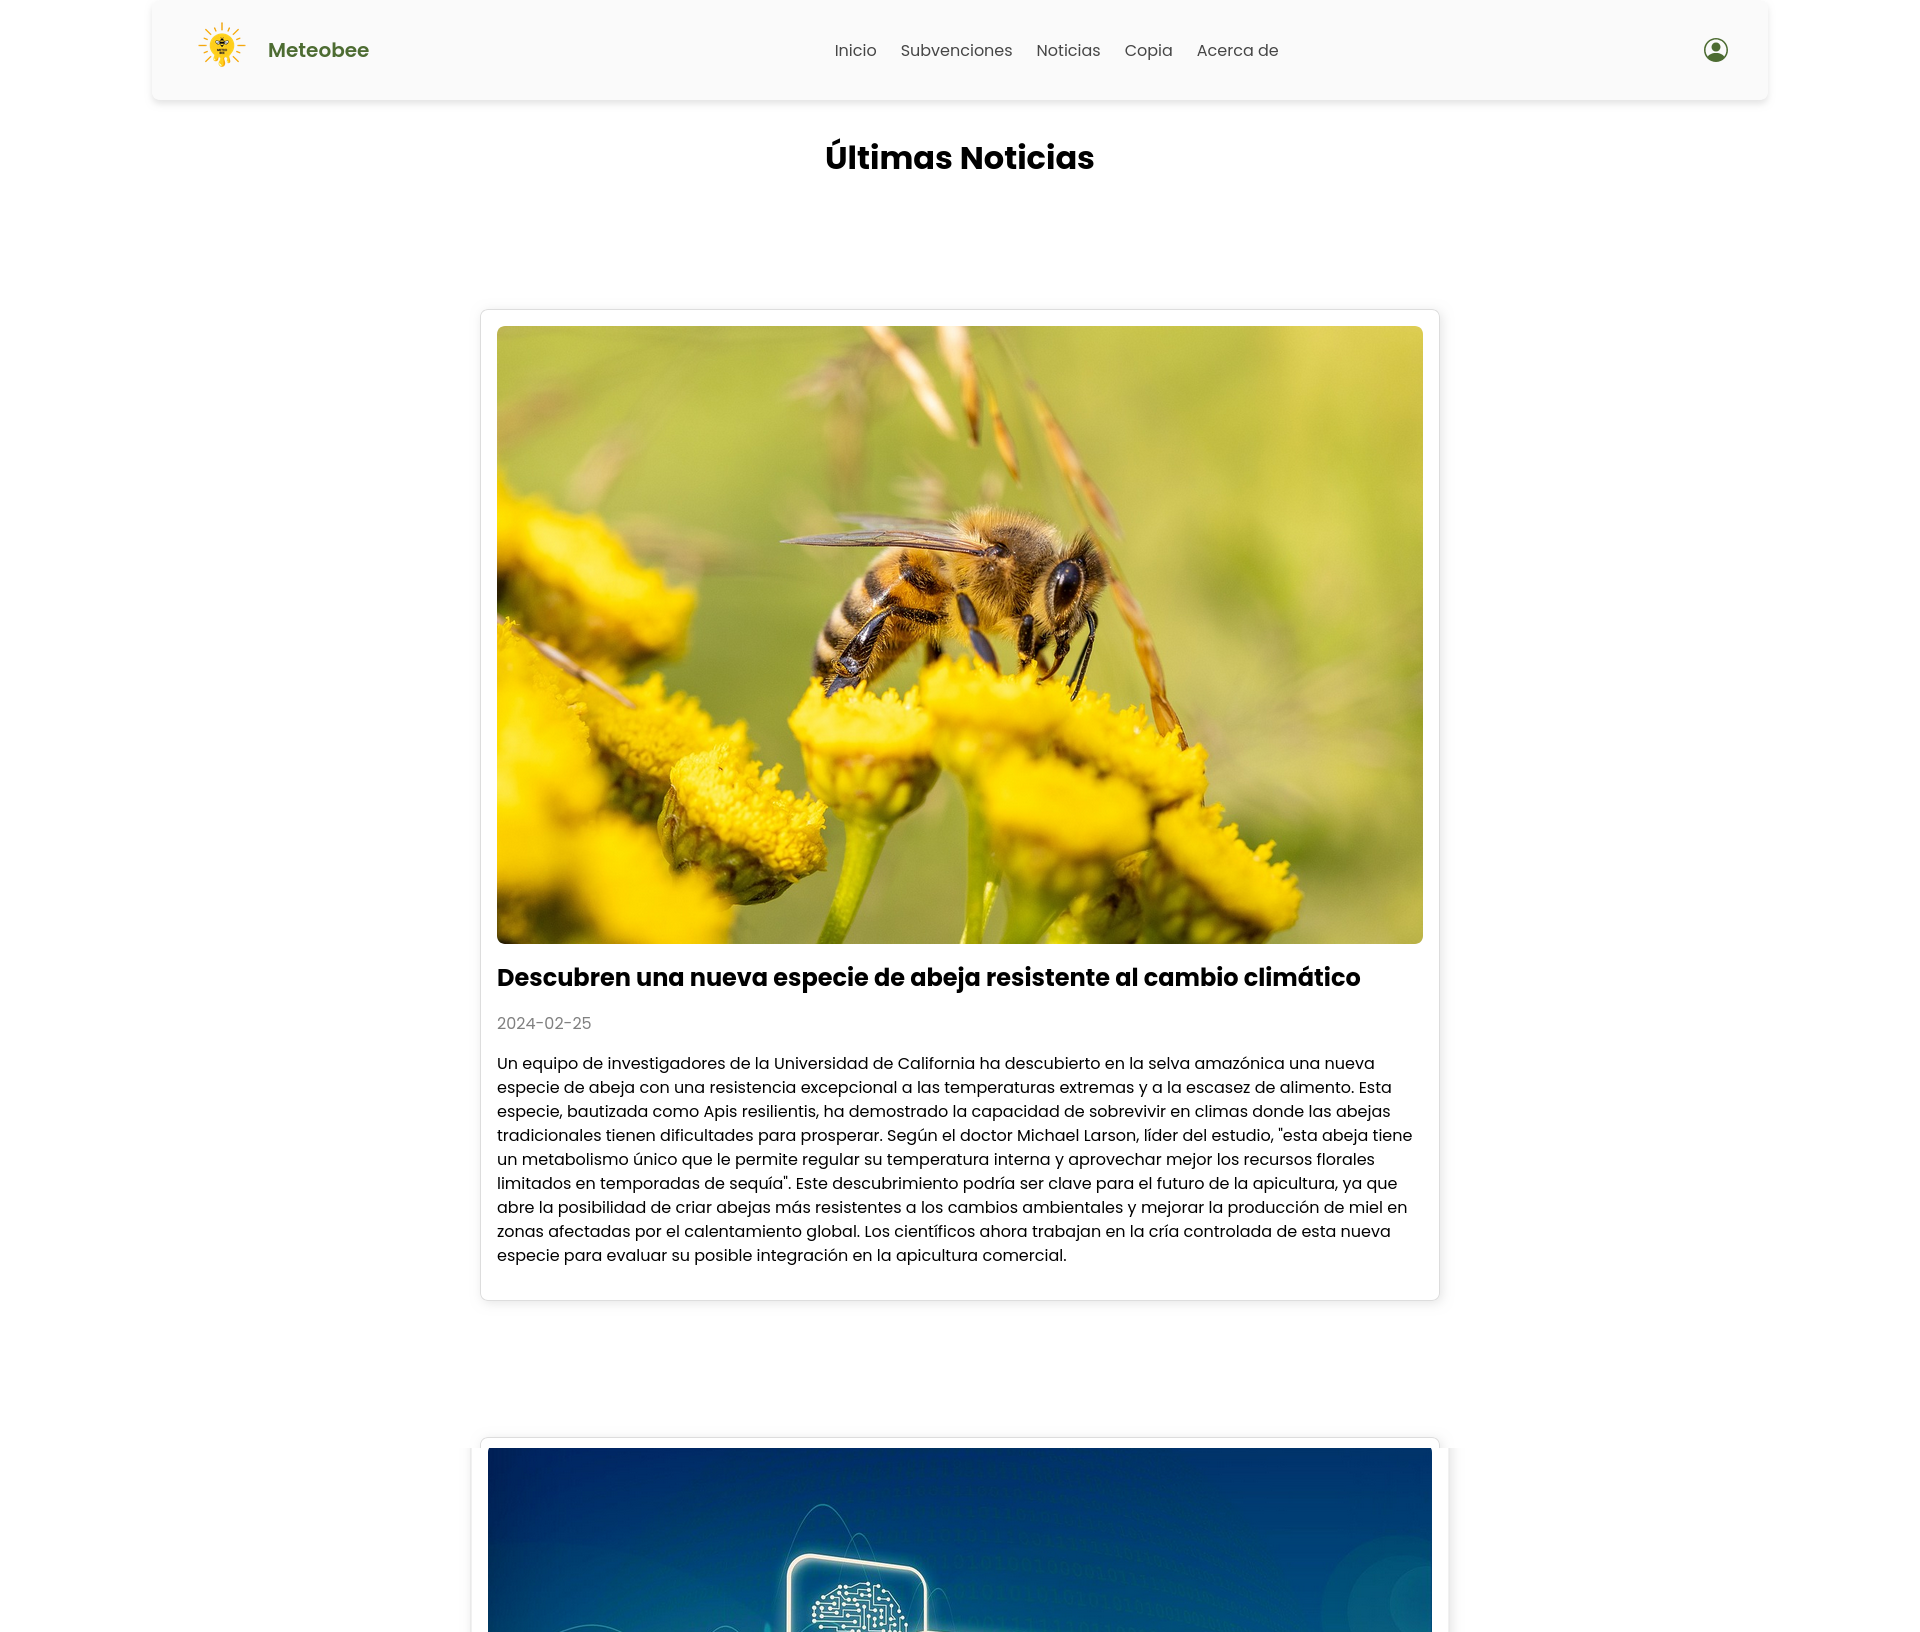 Meteobee
Inicio Subvenciones Noticias Copia Acerca de
Últimas Noticias
Descubren una nueva especie de abeja resistente al cambio climático
2024-02-25
Un equipo de investigadores de la Universidad de California ha descubierto en la selva amazónica una nueva
especie de abeja con una resistencia excepcional a las temperaturas extremas y a la escasez de alimento. Esta
especie, bautizada como Apis resilientis, ha demostrado la capacidad de sobrevivir en climas donde las abejas
tradicionales tienen dificultades para prosperar. Según el doctor Michael Larson, líder del estudio, "esta abeja tiene
un metabolismo único que le permite regular su temperatura interna y aprovechar mejor los recursos florales
limitados en temporadas de sequía". Este descubrimiento podría ser clave para el futuro de la apicultura, ya que
abre la posibilidad de criar abejas más resistentes a los cambios ambientales y mejorar la producción de miel en
zonas afectadas por el calentamiento global. Los científicos ahora trabajan en la cría controlada de esta nueva
especie para evaluar su posible integración en la apicultura comercial.